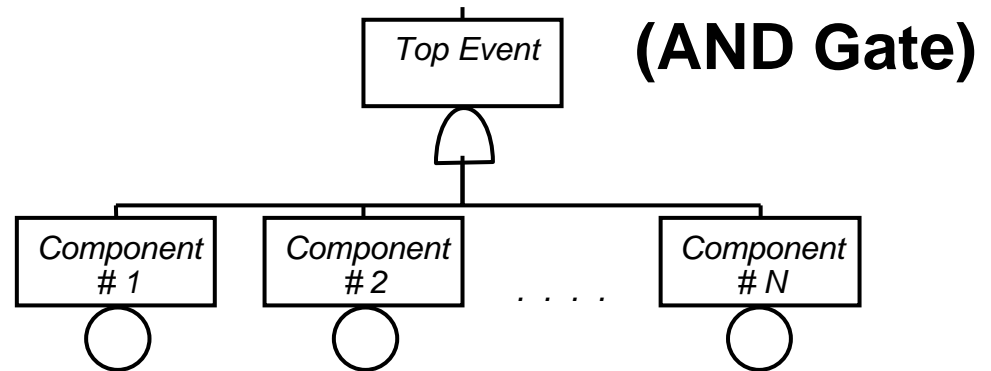 Top Event
(AND Gate)
Component
# 1
Component
# 2
. . . .
Component
# N